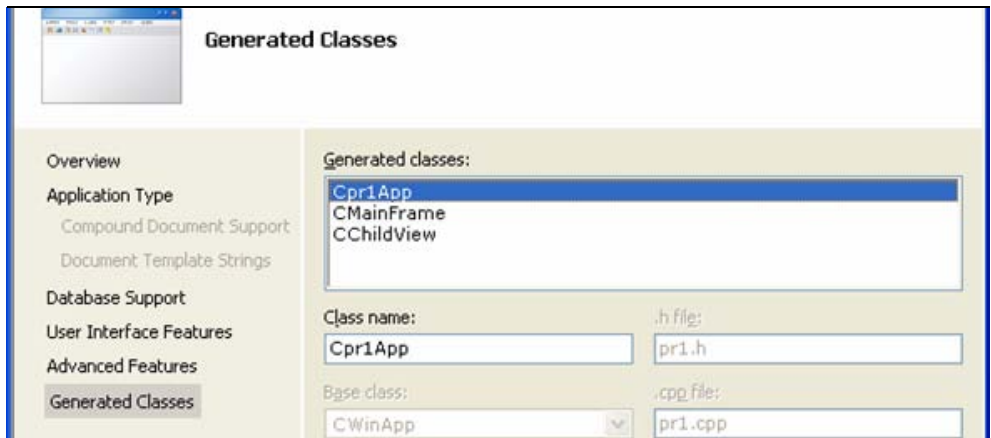 Generated Classes
Overview
Application Type
Compound Document Support
Document Template Strings
Database Support
User Interface Features
Advanced Features
Generated Classes
Generated classes:
Cpr1App
CMainFrame
CChildView
Class name:
.h file:
Cpr1App
pr1.h
Base class:
.cpp file:
CWinApp
pr1.cpp